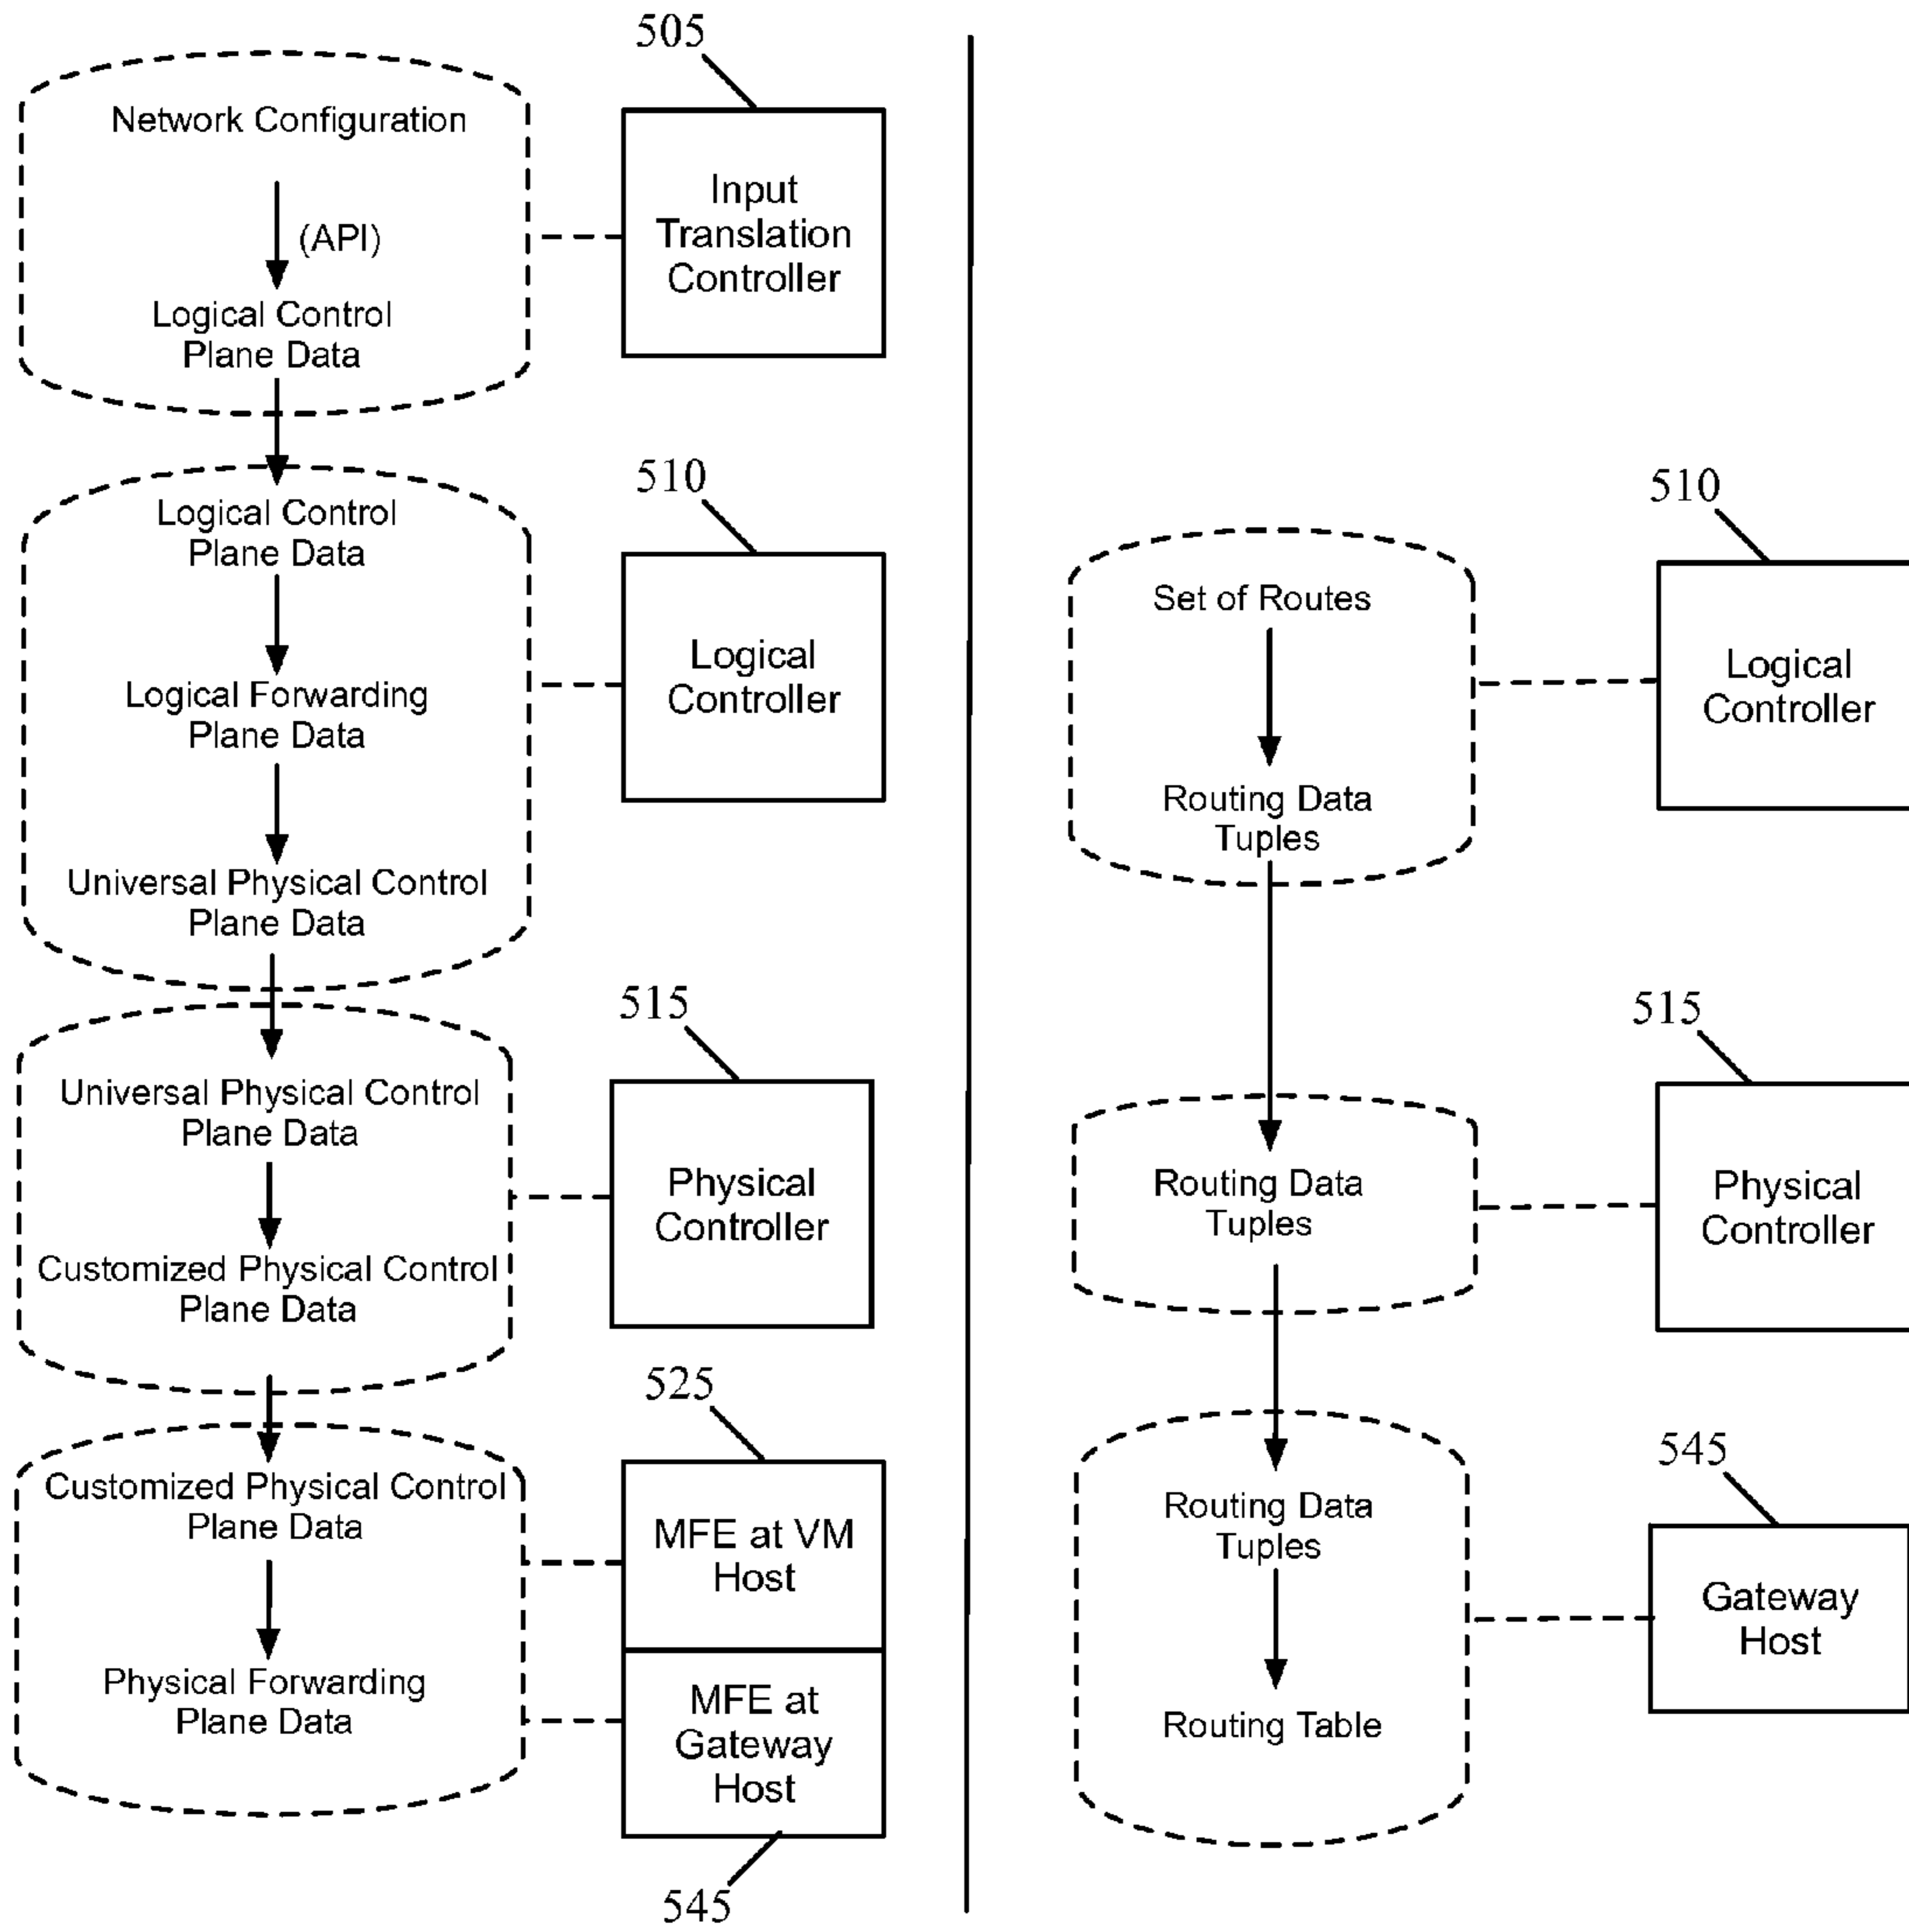 505
Network Configuration
(API)
Logical Control
Plane Data
Input
Translation
Controller
510
Logical Control
Plane Data
Logical Forwarding
Plane Data
Universal Physical Control
Plane Data
Logical
Controller
515
Universal Physical Control
Plane Data
Customized Physical Control
Plane Data
Physical
Controller
525
Customized Physical Control
Plane Data
Physical Forwarding
Plane Data
MFE at VM
Host
MFE at
Gateway
Host
545
510
Set of Routes
Routing Data
Tuples
Logical
Controller
515
Routing Data
Tuples
Physical
Controller
545
Routing Data
Tuples
Routing Table
Gateway
Host